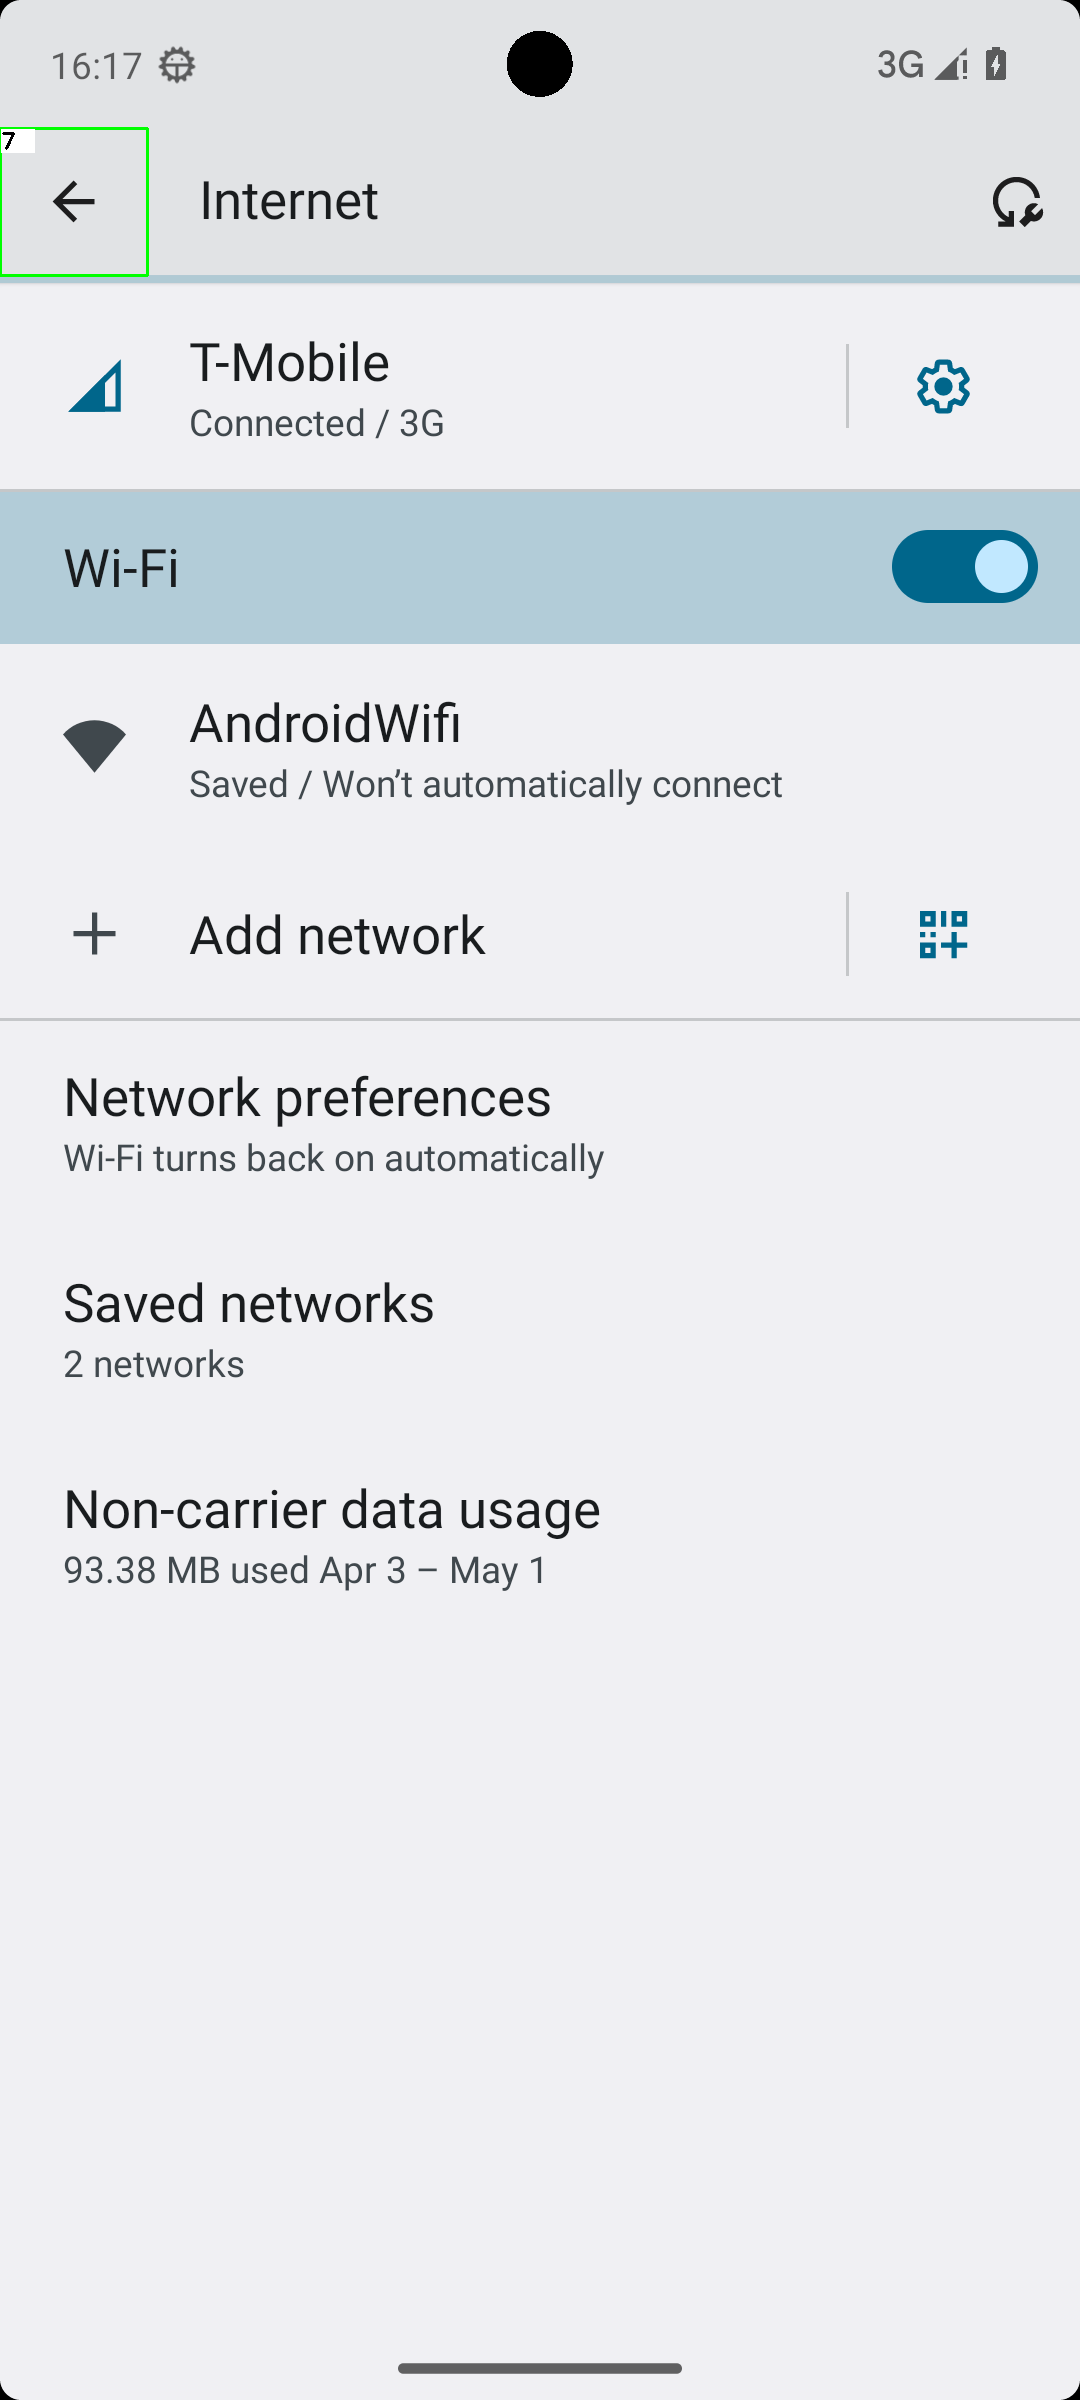 16:17
3G
7
Internet
T-Mobile
Connected / 3G
Wi-Fi
AndroidWifi
Saved / Won’t automatically connect
Add network
Network preferences
Wi-Fi turns back on automatically
Saved networks
2 networks
Non-carrier data usage
93.38 MB used Apr 3 – May 1